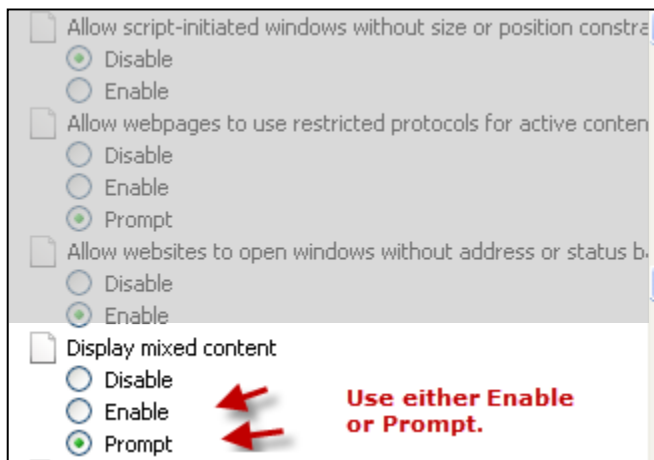 Allow script-initiated windows without size or position constra
Disable
Enable
Allow webpages to use restricted protocols for active conten
Disable
Enable
Prompt
Allow websites to open windows without address or status b
Disable
Enable
Display mixed content
Disable
Enable
Prompt
Use either Enable
or Prompt.